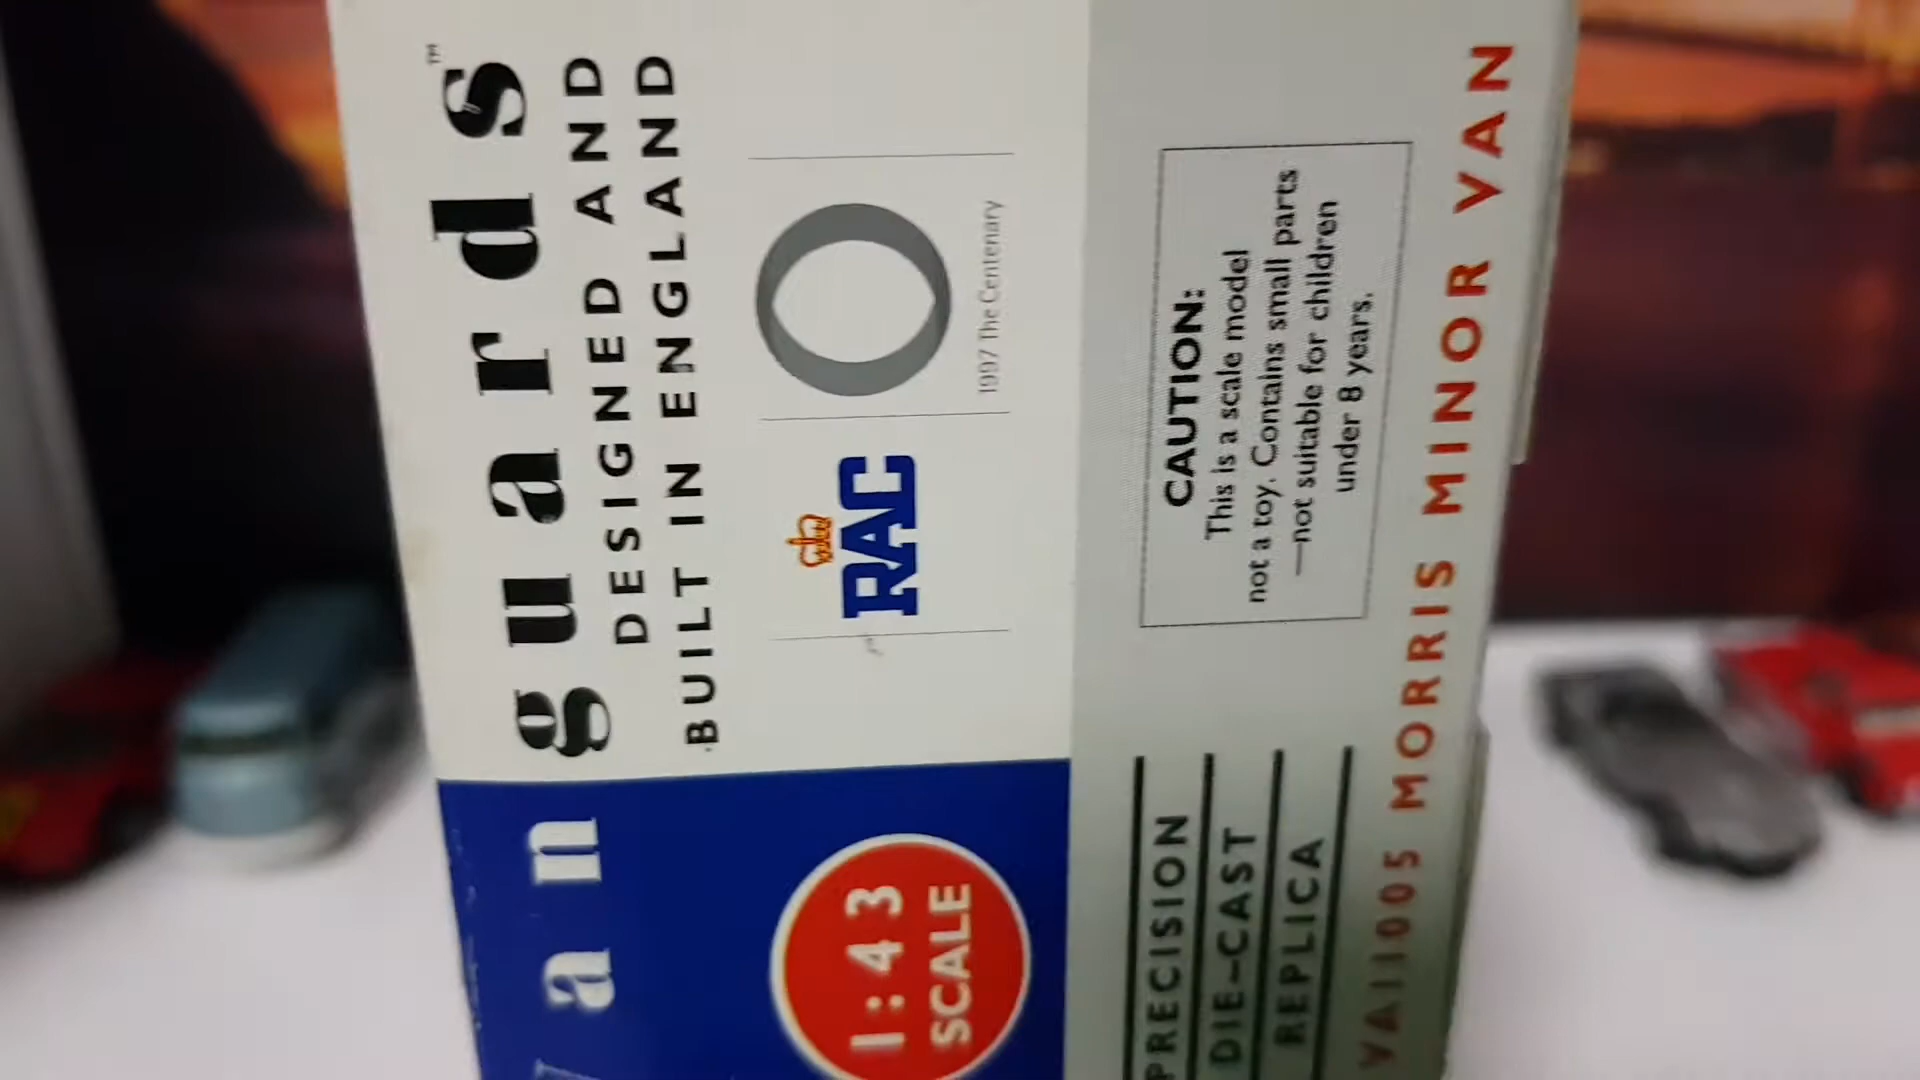 vanguards™
DESIGNED AND
BUILT IN ENGLAND
1:43
SCALE
RAC
1997 The Centenary
PRECISION
DIE-CAST
REPLICA
CAUTION:
This is a scale model
not a toy. Contains small parts
—not suitable for children
under 8 years.
VA11005 MORRIS MINOR VAN